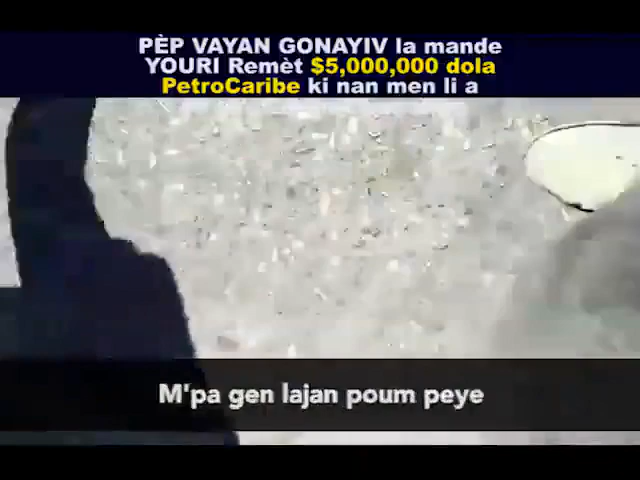 PÈP VAYAN GONAYIV la mande
YOURI Remèt $5,000,000 dola
PetroCaribe ki nan men li a
M'pa gen lajan poum peye